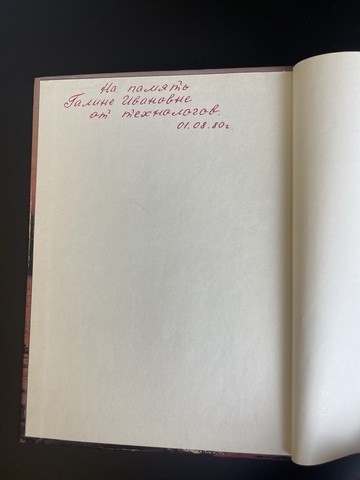 На память
Галине Ивановне
от технологов.
01.08.80г.